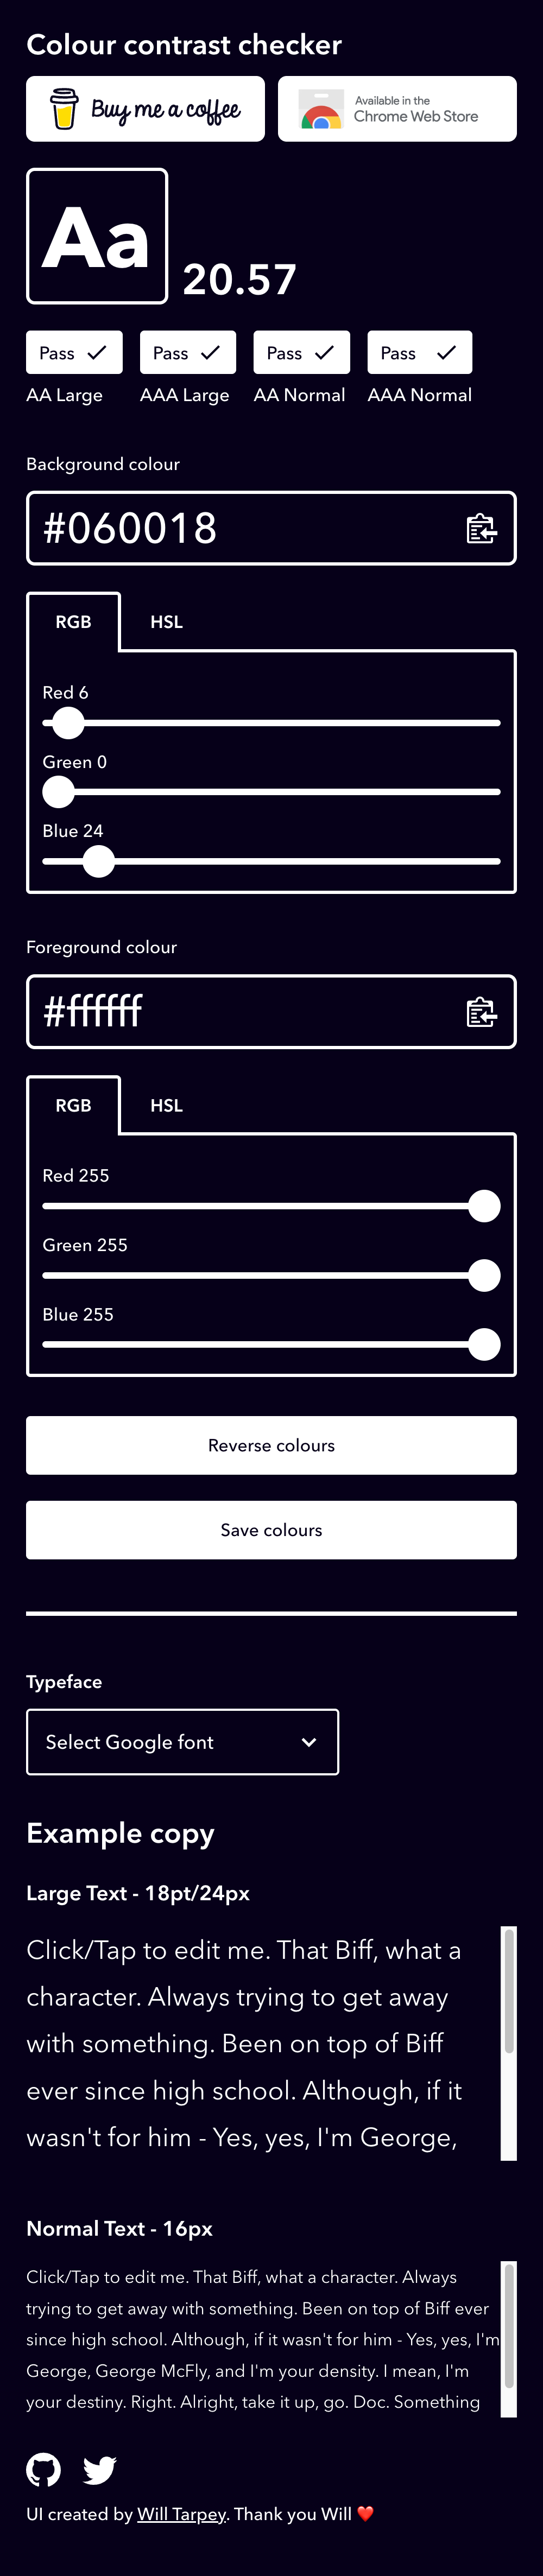 Colour contrast checker
Buy me a coffee
Available in the
Chrome Web Store
Aa
20.57
Pass Pass Pass Pass
AA Large AAA Large AA Normal AAA Normal
Background colour
#060018
RGB HSL
Red 6
Green 0
Blue 24
Foreground colour
#ffffff
RGB HSL
Red 255
Green 255
Blue 255
Reverse colours
Save colours
Typeface
Select Google font
Example copy
Large Text - 18pt/24px
Click/Tap to edit me. That Biff, what a
character. Always trying to get away
with something. Been on top of Biff
ever since high school. Although, if it
wasn't for him - Yes, yes, I'm George,
Normal Text - 16px
Click/Tap to edit me. That Biff, what a character. Always
trying to get away with something. Been on top of Biff ever
since high school. Although, if it wasn't for him - Yes, yes, I'm
George, George McFly, and I'm your density. I mean, I'm
your destiny. Right. Alright, take it up, go. Doc. Something
UI created by Will Tarpey. Thank you Will ❤️